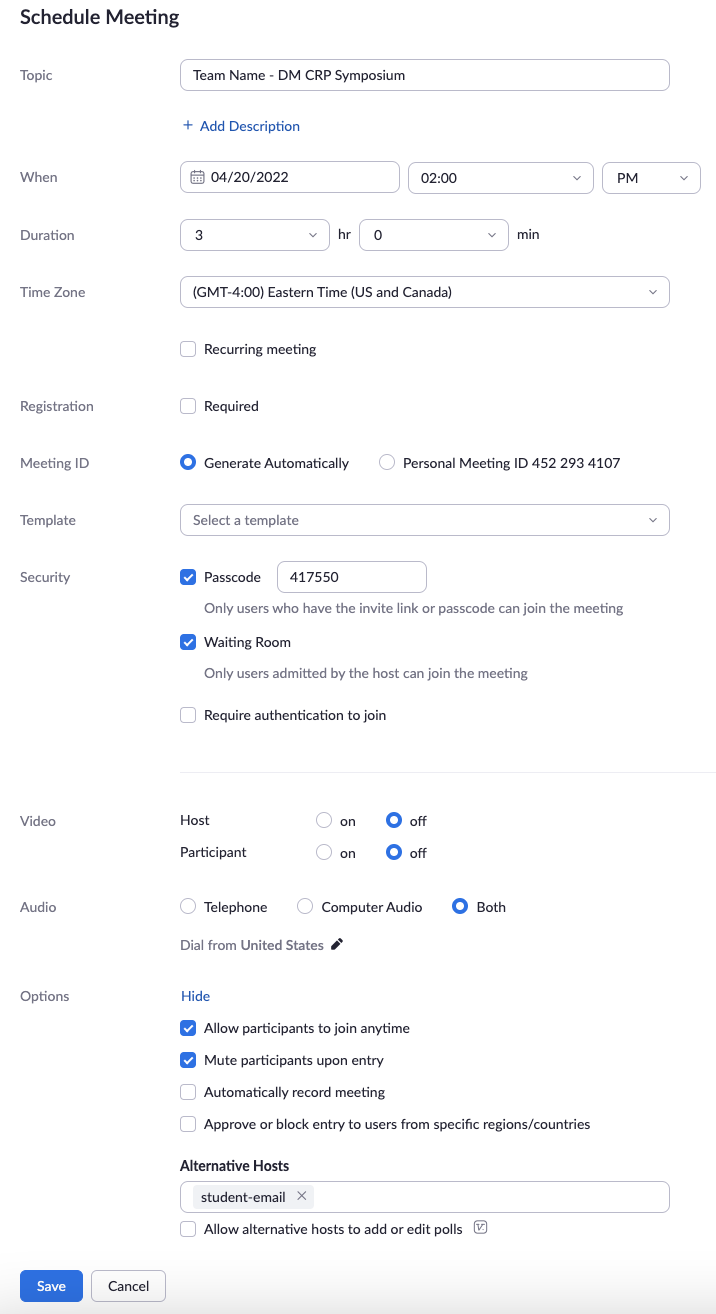 Schedule Meeting
Topic
Team Name - DM CRP Symposium
+ Add Description
When
04/20/2022
02:00
PM
Duration
3
hr
0
min
Time Zone
(GMT-4:00) Eastern Time (US and Canada)
Recurring meeting
Registration
Required
Meeting ID
Generate Automatically
Personal Meeting ID 452 293 4107
Template
Select a template
Security
Passcode
417550
Only users who have the invite link or passcode can join the meeting
Waiting Room
Only users admitted by the host can join the meeting
Require authentication to join
Video
Host
on
off
Participant
on
off
Audio
Telephone
Computer Audio
Both
Dial from United States
Options
Hide
Allow participants to join anytime
Mute participants upon entry
Automatically record meeting
Approve or block entry to users from specific regions/countries
Alternative Hosts
student-email
Allow alternative hosts to add or edit polls
Save
Cancel